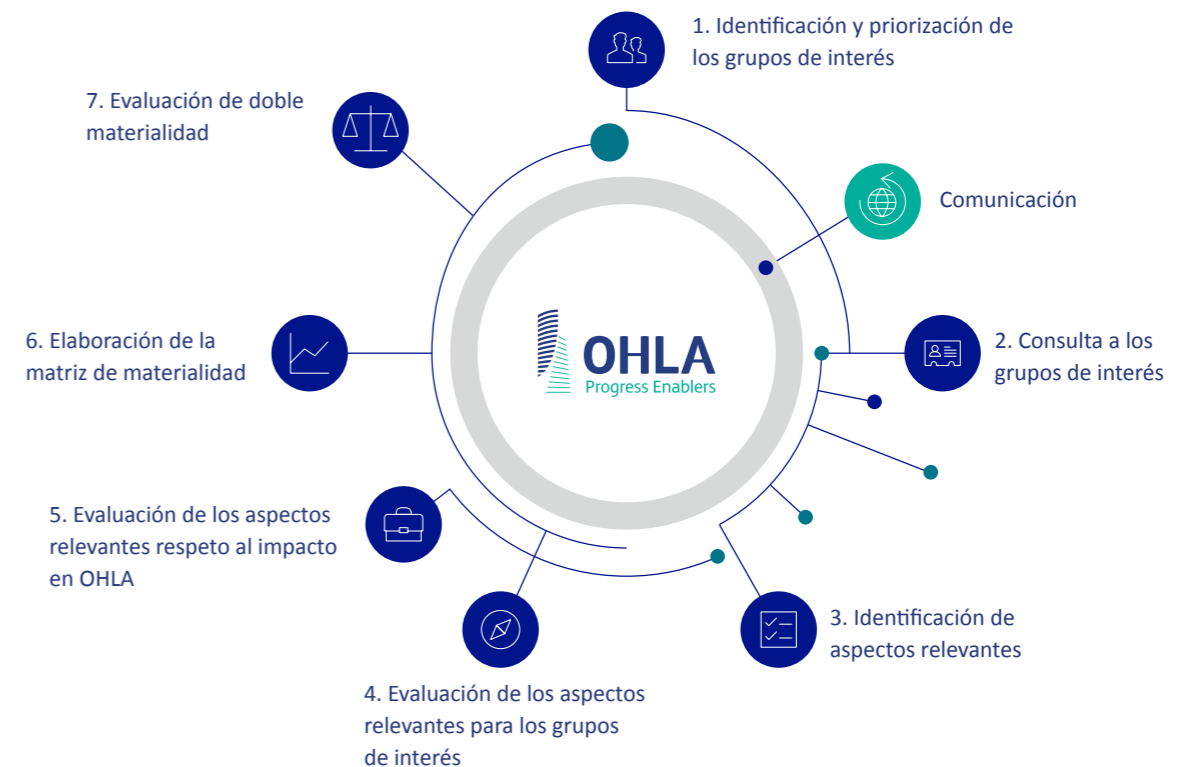 1. Identificación y priorización de
los grupos de interés
7. Evaluación de doble
materialidad
Comunicación
6. Elaboración de la
matriz de materialidad
OHLA
Progress Enablers
2. Consulta a los
grupos de interés
5. Evaluación de los aspectos
relevantes respeto al impacto
en OHLA
3. Identificación de
aspectos relevantes
4. Evaluación de los aspectos
relevantes para los grupos
de interés